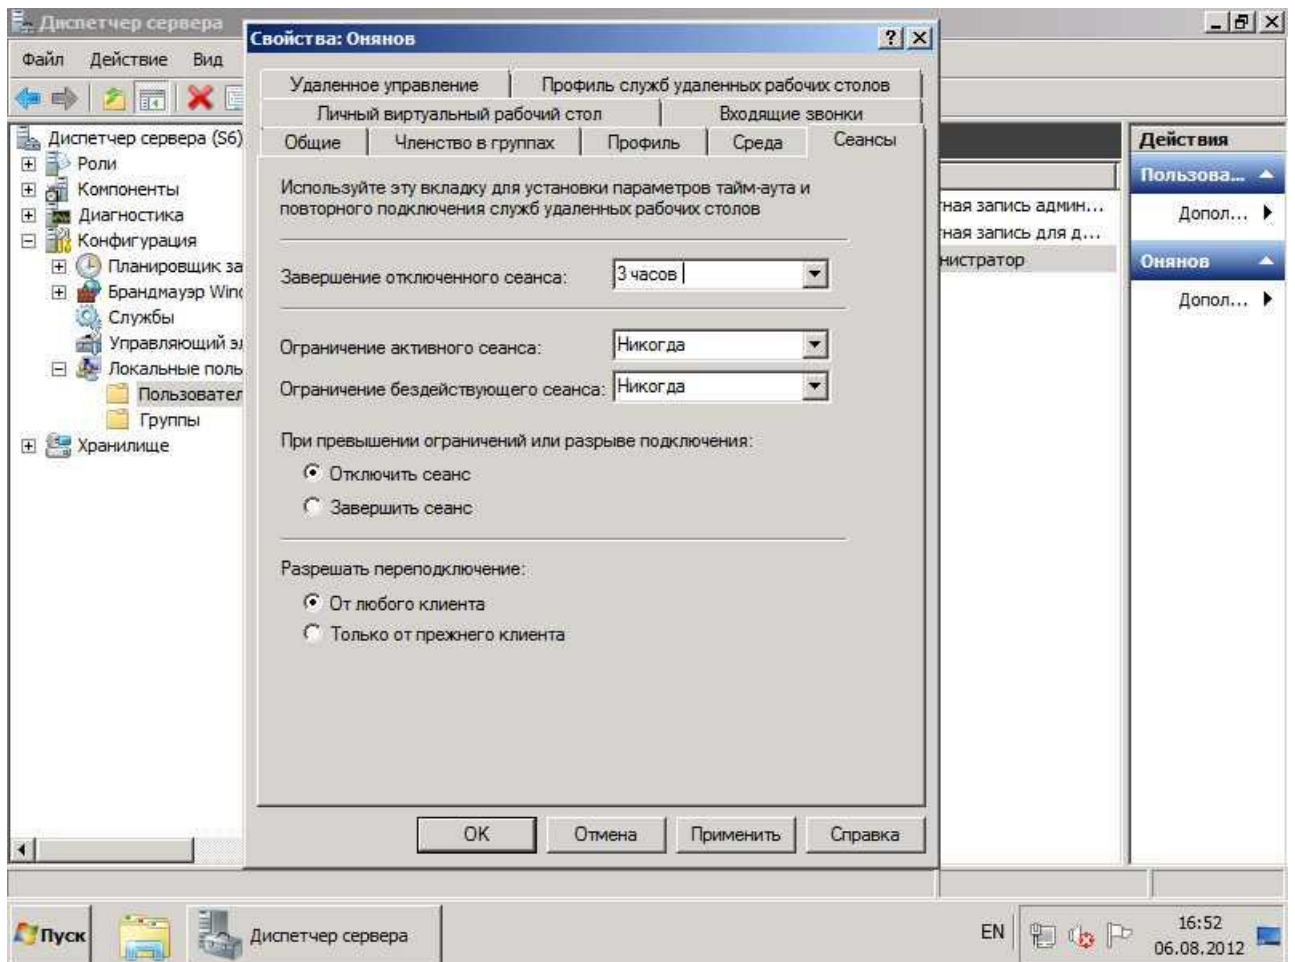 Диспетчер сервера
Файл Действие Вид
Диспетчер сервера (S6)
Роли
Компоненты
Диагностика
Конфигурация
Планировщик за
Брандмауэр Wind
Службы
Управляющий эл
Локальные поль
Пользовател
Группы
Хранилище
Свойства: Онянов
Удаленное управление
Профиль служб удаленных рабочих столов
Личный виртуальный рабочий стол
Входящие звонки
Общие
Членство в группах
Профиль
Среда
Сеансы
Используйте эту вкладку для установки параметров тайм-аута и
повторного подключения служб удаленных рабочих столов
Завершение отключенного сеанса: 3 часов
Ограничение активного сеанса: Никогда
Ограничение бездействующего сеанса: Никогда
При превышении ограничений или разрыве подключения:
Отключить сеанс
Завершить сеанс
Разрешать переподключение:
От любого клиента
Только от прежнего клиента
OK
Отмена
Применить
Справка
ная запись админ...
ная запись для д...
нистратор
Действия
Пользова...
Допол...
Онянов
Допол...
Пуск
Диспетчер сервера
EN
16:52
06.08.2012